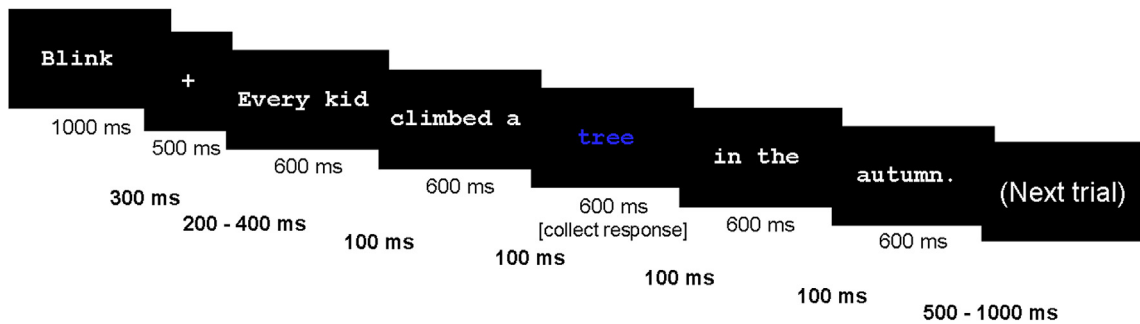 Blink
+
Every kid
climbed a
tree
in the
autumn.
(Next trial)
1000 ms
500 ms
600 ms
600 ms
600 ms
[collect response]
600 ms
600 ms
300 ms
200 - 400 ms
100 ms
100 ms
100 ms
100 ms
500 - 1000 ms